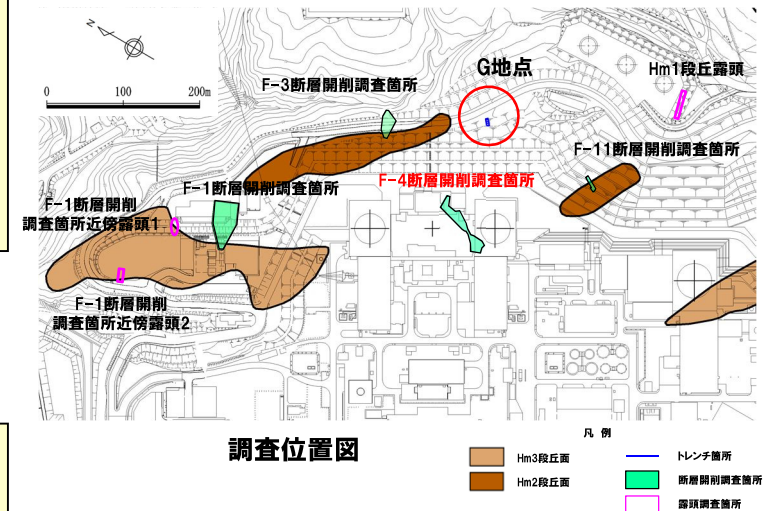 N
0 100 200m
F-3断層開削調査箇所
G地点
Hm1段丘露頭
F-11断層開削調査箇所
F-4断層開削調査箇所
F-1断層開削調査箇所
F-1断層開削
調査箇所近傍露頭1
F-1断層開削
調査箇所近傍露頭2
調査位置図
凡 例
Hm3段丘面
Hm2段丘面
トレンチ箇所
断層開削調査箇所
露頭調査箇所